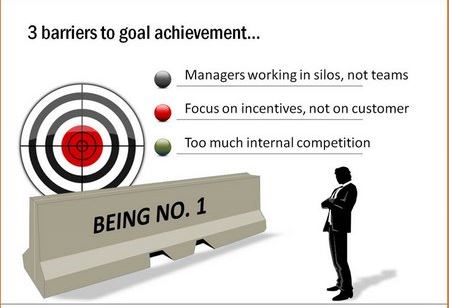 3 barriers to goal achievement...
Managers working in silos, not teams
Focus on incentives, not on customer
Too much internal competition
BEING NO. 1